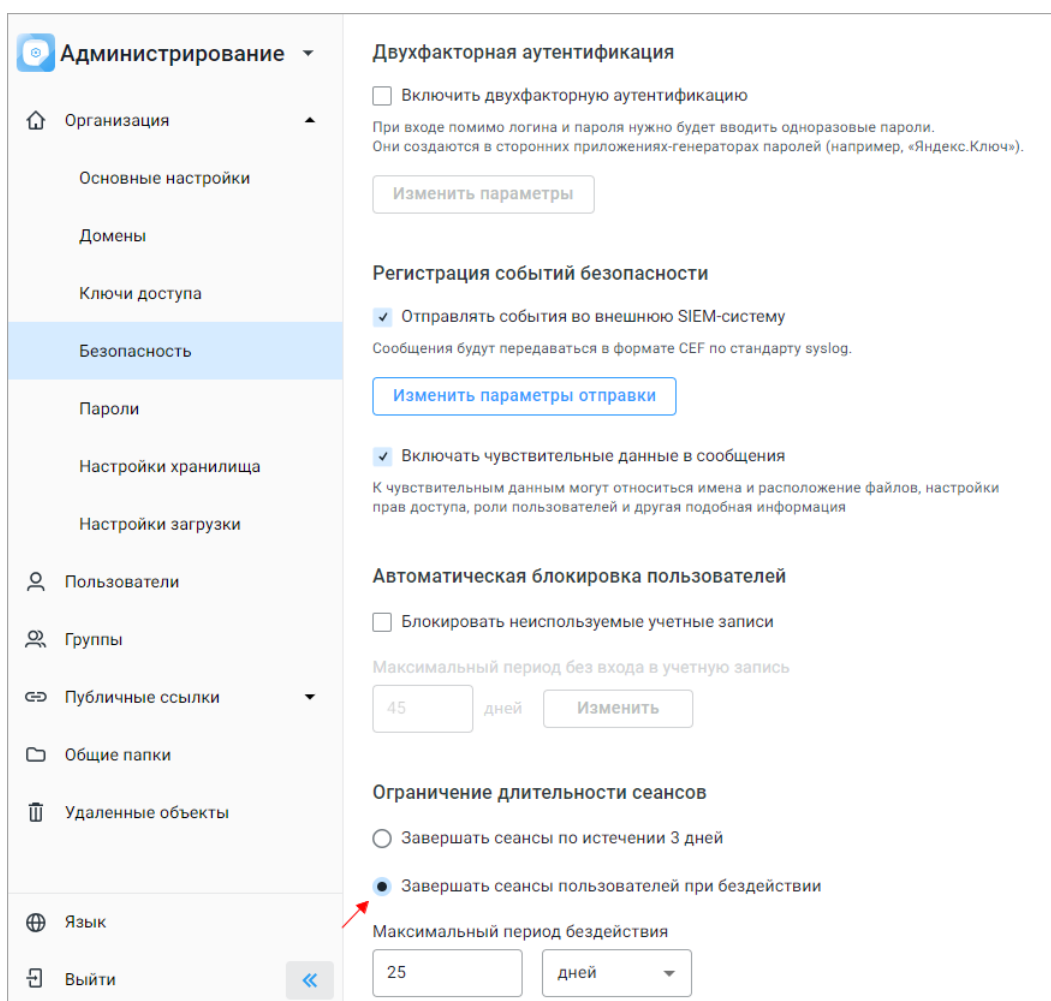 Администрирование
Организация
Основные настройки
Домены
Ключи доступа
Безопасность
Пароли
Настройки хранилища
Настройки загрузки
Пользователи
Группы
Публичные ссылки
Общие папки
Удаленные объекты
Язык
Выйти
Двухфакторная аутентификация
Включить двухфакторную аутентификацию
При входе помимо логина и пароля нужно будет вводить одноразовые пароли.
Они создаются в сторонних приложениях-генераторах паролей (например, «Яндекс.Ключ»).
Изменить параметры
Регистрация событий безопасности
Отправлять события во внешнюю SIEM-систему
Сообщения будут передаваться в формате CEF по стандарту syslog.
Изменить параметры отправки
Включать чувствительные данные в сообщения
К чувствительным данным могут относиться имена и расположение файлов, настройки
прав доступа, роли пользователей и другая подобная информация
Автоматическая блокировка пользователей
Блокировать неиспользуемые учетные записи
Максимальный период без входа в учетную запись
45 дней Изменить
Ограничение длительности сеансов
Завершать сеансы по истечении 3 дней
Завершать сеансы пользователей при бездействии
Максимальный период бездействия
25 дней